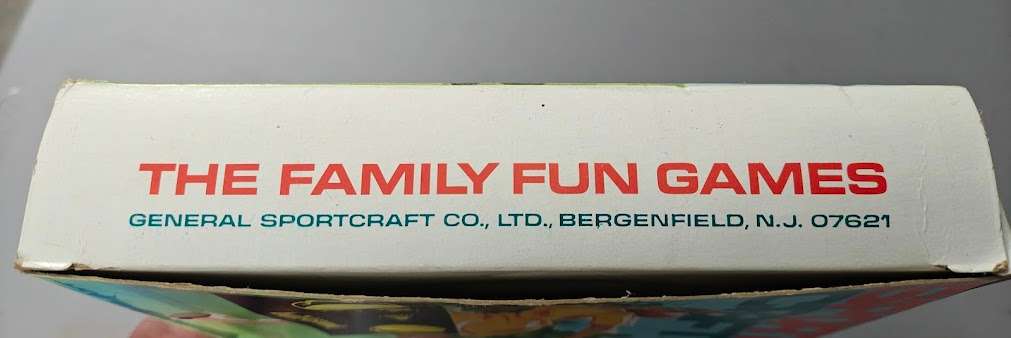 THE FAMILY FUN GAMES
GENERAL SPORTCRAFT CO., LTD., BERGENFIELD, N.J. 07621